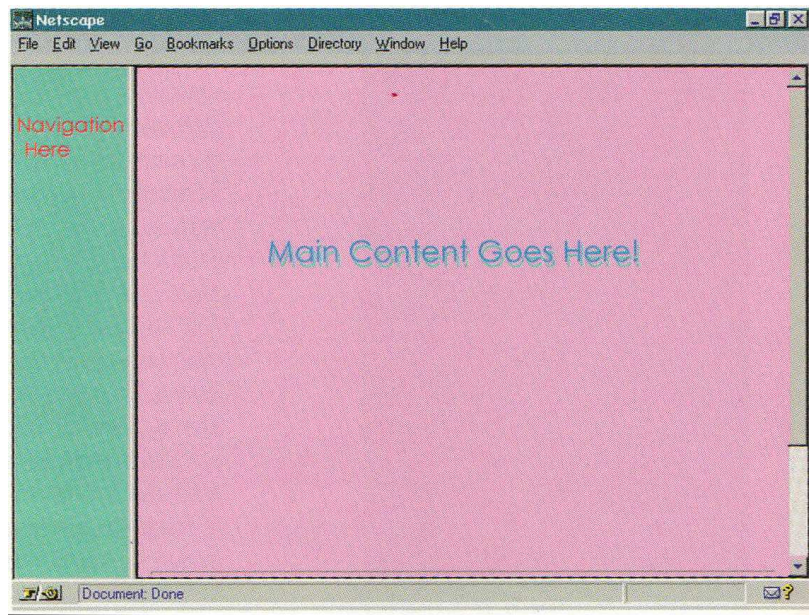 Netscape
File Edit View Go Bookmarks Options Directory Window Help
Navigation
Here
Main Content Goes Here!
Document: Done
?